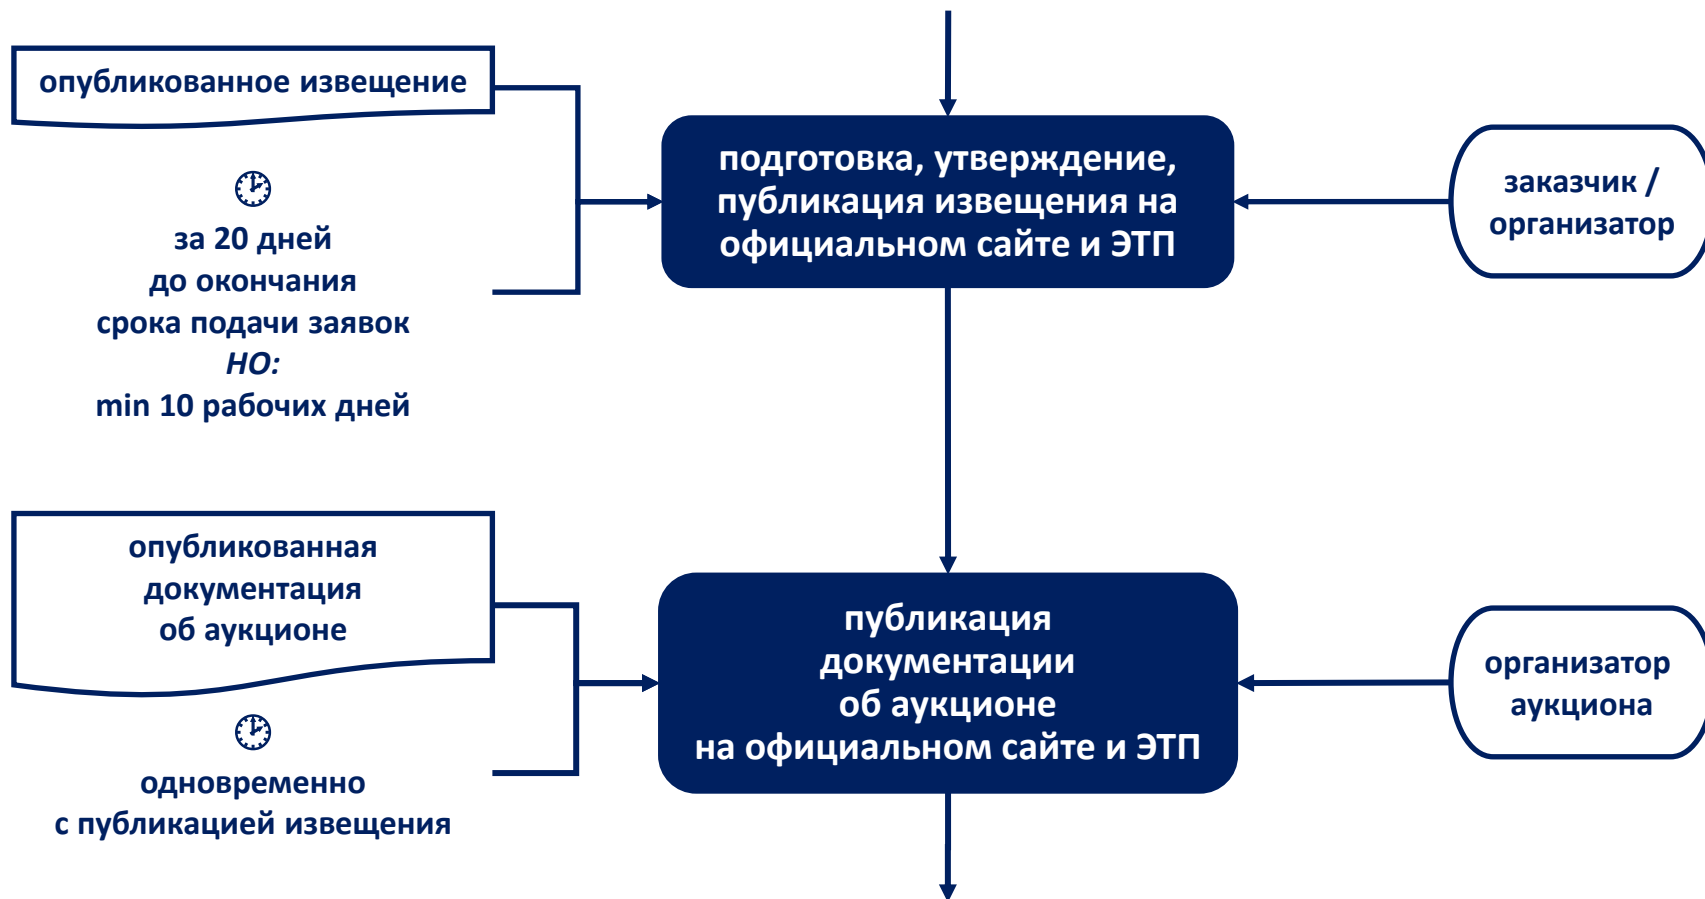 опубликованное извещение
за 20 дней
до окончания
срока подачи заявок
НО:
min 10 рабочих дней
подготовка, утверждение,
публикация извещения на
официальном сайте и ЭТП
заказчик /
организатор
опубликованная
документация
об аукционе
одновременно
с публикацией извещения
публикация
документации
об аукционе
на официальном сайте и ЭТП
организатор
аукциона